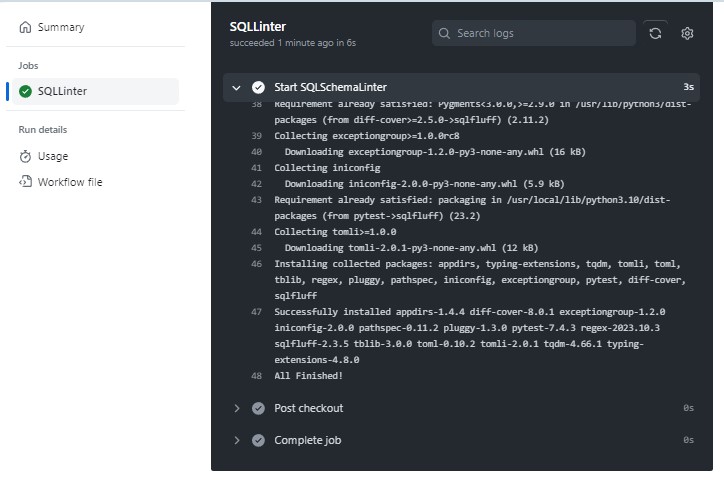 Summary
Jobs
SQLLinter
Run details
Usage
Workflow file
SQLLinter
succeeded 1 minute ago in 6s
Search logs
Start SQLSchemaLinter 3s
38 Requirement already satisfied: Pygments<3.0.0,>=2.9.0 in /usr/lib/python3/dist-
packages (from diff-cover>=2.5.0->sqlfluff) (2.11.2)
39 Collecting exceptiongroup>=1.0.0rc8
40 Downloading exceptiongroup-1.2.0-py3-none-any.whl (16 kB)
41 Collecting iniconfig
42 Downloading iniconfig-2.0.0-py3-none-any.whl (5.9 kB)
43 Requirement already satisfied: packaging in /usr/local/lib/python3.10/dist-
packages (from pytest->sqlfluff) (23.2)
44 Collecting tomli>=1.0.0
45 Downloading tomli-2.0.1-py3-none-any.whl (12 kB)
46 Installing collected packages: appdirs, typing-extensions, tqdm, tomli, toml,
tblib, regex, pluggy, pathspec, iniconfig, exceptiongroup, pytest, diff-cover,
sqlfluff
47 Successfully installed appdirs-1.4.4 diff-cover-8.0.1 exceptiongroup-1.2.0
iniconfig-2.0.0 pathspec-0.11.2 pluggy-1.3.0 pytest-7.4.3 regex-2023.10.3
sqlfluff-2.3.5 tblib-3.0.0 toml-0.10.2 tomli-2.0.1 tqdm-4.66.1 typing-
extensions-4.8.0
48 All Finished!
Post checkout 0s
Complete job 0s